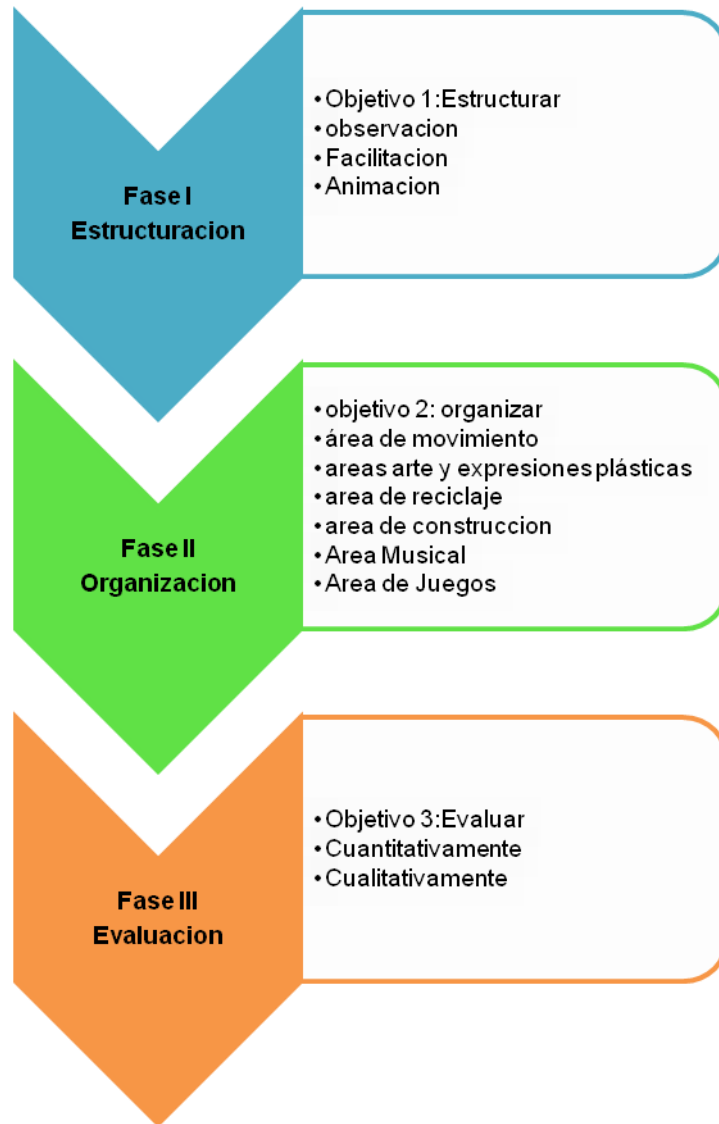 Fase I
Estructuracion
• Objetivo 1:Estructurar
• observacion
• Facilitacion
• Animacion
Fase II
Organizacion
• objetivo 2: organizar
• área de movimiento
• areas arte y expresiones plásticas
• area de reciclaje
• area de construccion
• Area Musical
• Area de Juegos
Fase III
Evaluacion
• Objetivo 3:Evaluar
• Cuantitativamente
• Cualitativamente